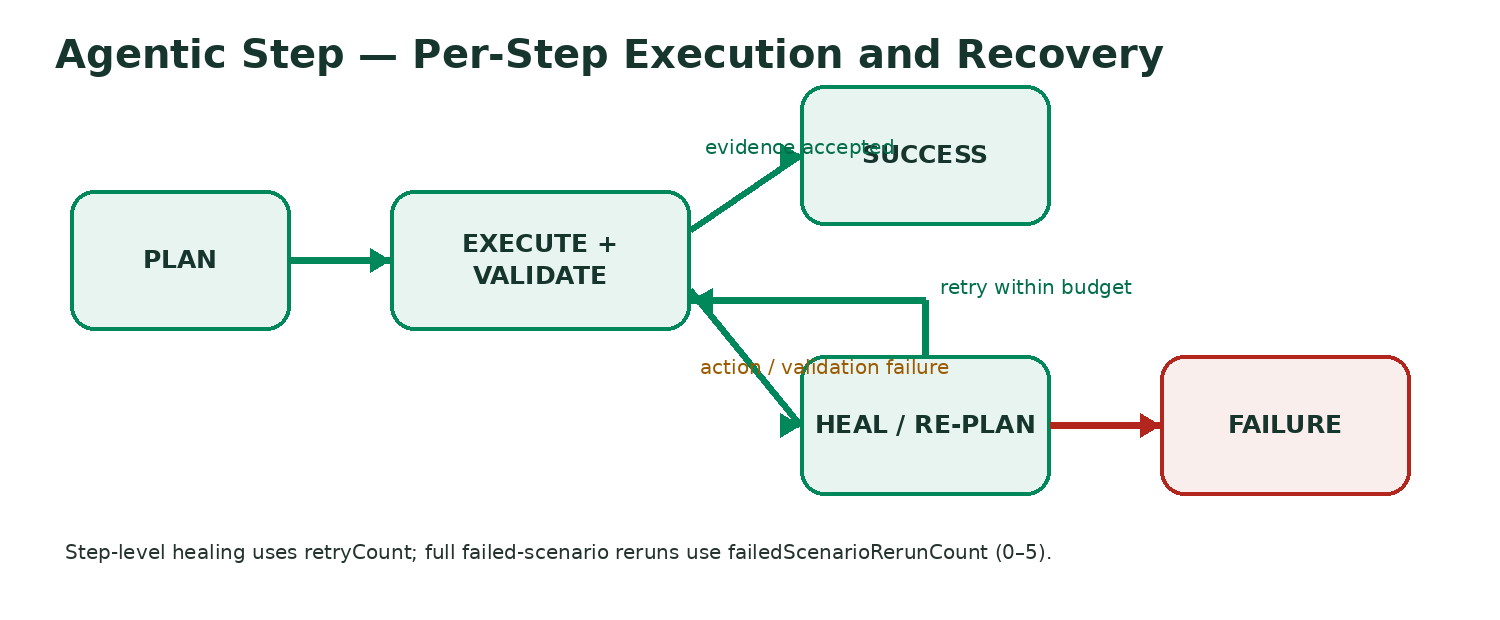 Agentic Step — Per-Step Execution and Recovery
evidence accepted
SUCCESS
PLAN
EXECUTE +
VALIDATE
retry within budget
action / validation failure
HEAL / RE-PLAN
FAILURE
Step-level healing uses retryCount; full failed-scenario reruns use failedScenarioRerunCount (0–5).